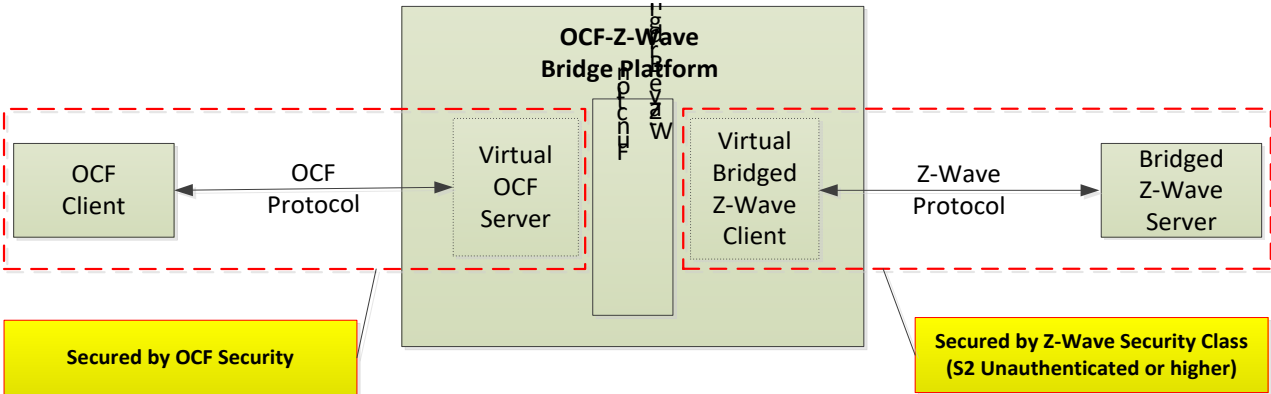 OCF-Z-Wave
Bridge Platform
OCF
Client
OCF
Protocol
Virtual
OCF
Server
Function
Virtual
Bridged
Z-Wave
Client
Z-Wave
Protocol
Bridged
Z-Wave
Server
Secured by OCF Security
Secured by Z-Wave Security Class
(S2 Unauthenticated or higher)